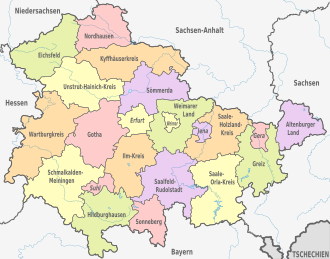 Niedersachsen
Nordhausen
Sachsen-Anhalt
Eichsfeld
Kyffhäuserkreis
Sachsen
Unstrut-Hainich-Kreis
Sömmerda
Hessen
Weimarer
Land
Erfurt
Weimar
Saale-
Holzland-
Kreis
Altenburger
Land
Wartburgkreis
Gotha
Jena
Gera
Ilm-Kreis
Greiz
Schmalkalden-
Meiningen
Saalfeld-
Rudolstadt
Saale-
Orla-Kreis
Suhl
Hildburghausen
Sonneberg
Bayern
TSCHECHIEN